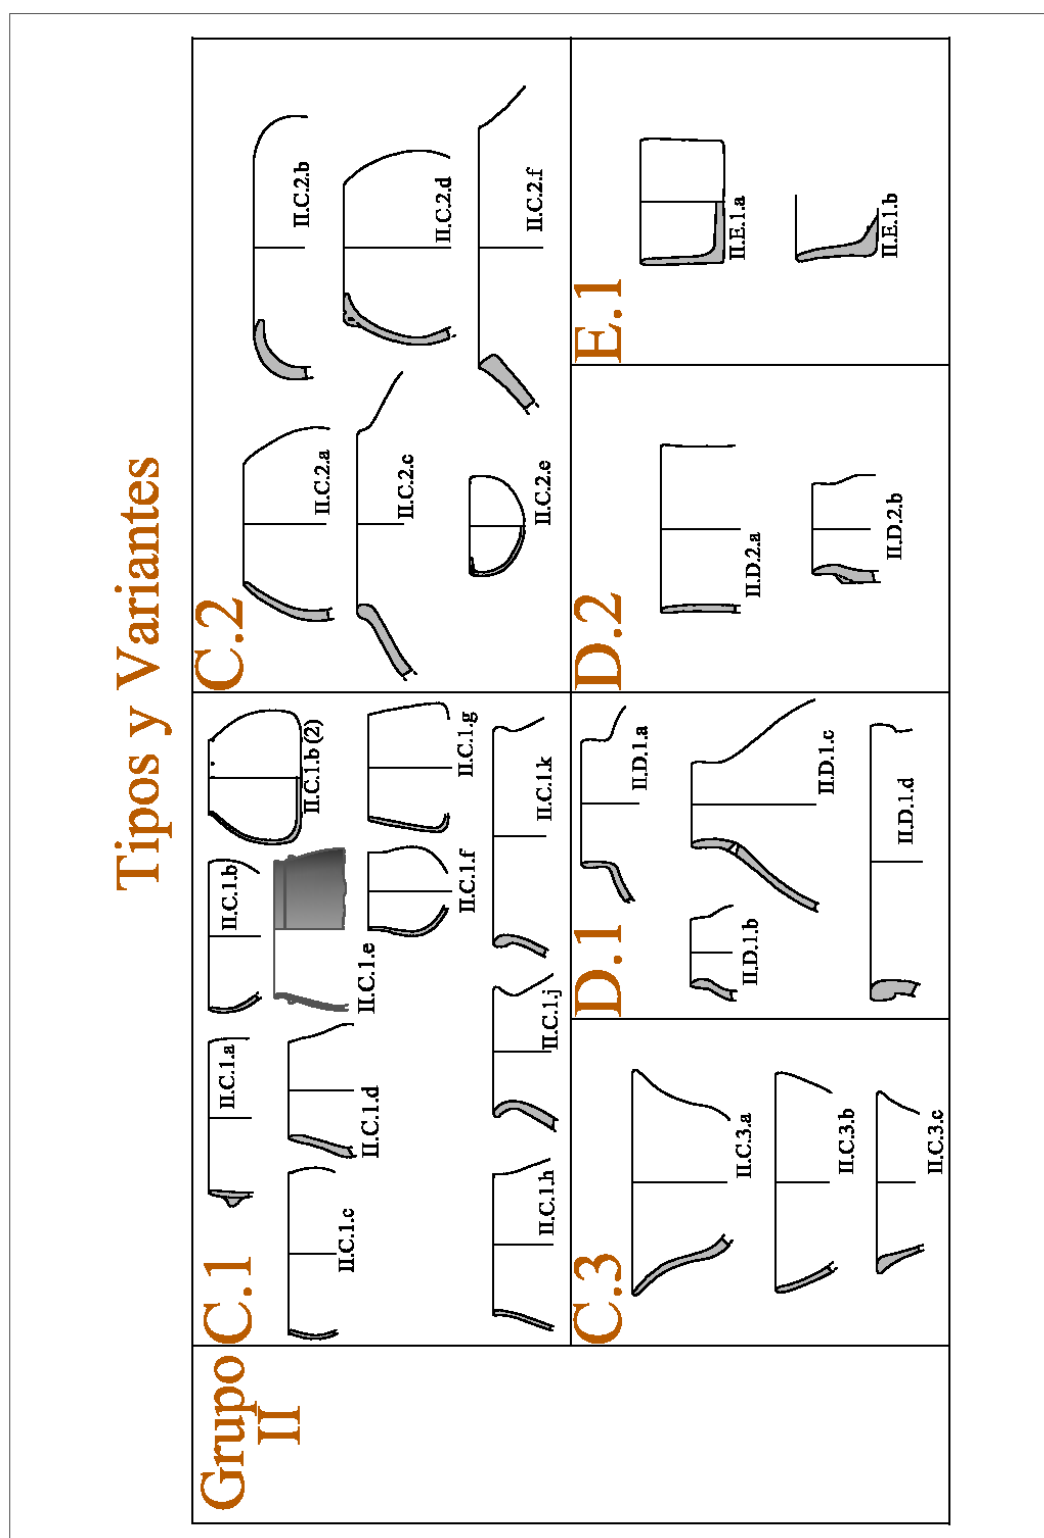 Tipos y Variantes
Grupo
II
C.1
II.C.1.a
II.C.1.b
II.C.1.b (2)
II.C.1.c
II.C.1.d
II.C.1.e
II.C.1.f
II.C.1.g
II.C.1.h
II.C.1.j
II.C.1.k
C.2
II.C.2.a
II.C.2.b
II.C.2.c
II.C.2.d
II.C.2.e
II.C.2.f
C.3
II.C.3.a
II.C.3.b
II.C.3.c
D.1
II.D.1.a
II.D.1.b
II.D.1.c
II.D.1.d
D.2
II.D.2.a
II.D.2.b
E.1
II.E.1.a
II.E.1.b